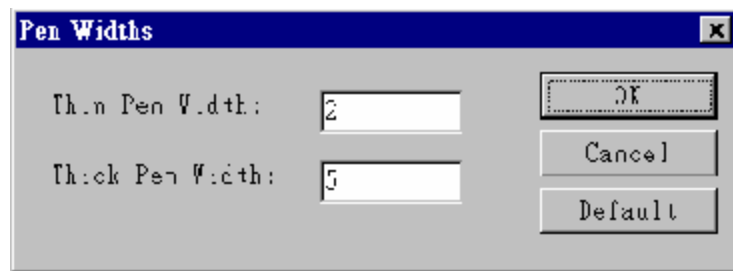 Pen Widths
Thin Pen Width:
2
OK
Cancel
Thick Pen Width:
5
Default